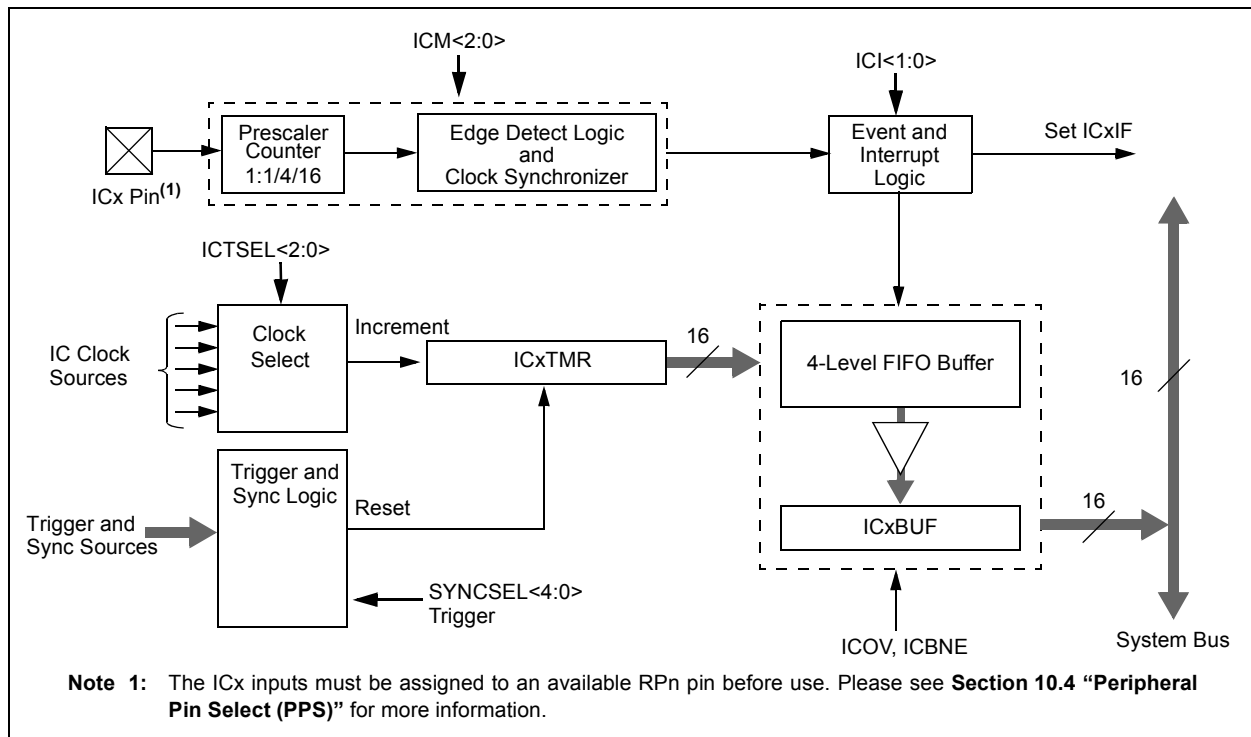 ICM<2:0>
ICI<1:0>
Prescaler
Counter
1:1/4/16
Edge Detect Logic
and
Clock Synchronizer
Event and
Interrupt
Logic
Set ICxIF
ICx Pin(1)
ICTSEL<2:0>
IC Clock
Sources
Clock
Select
Increment
ICxTMR
16
4-Level FIFO Buffer
16
Trigger and
Sync Logic
Reset
Trigger and
Sync Sources
ICxBUF
16
SYNCSEL<4:0>
Trigger
ICOV, ICBNE
System Bus
Note 1: The ICx inputs must be assigned to an available RPn pin before use. Please see Section 10.4 “Peripheral
Pin Select (PPS)” for more information.